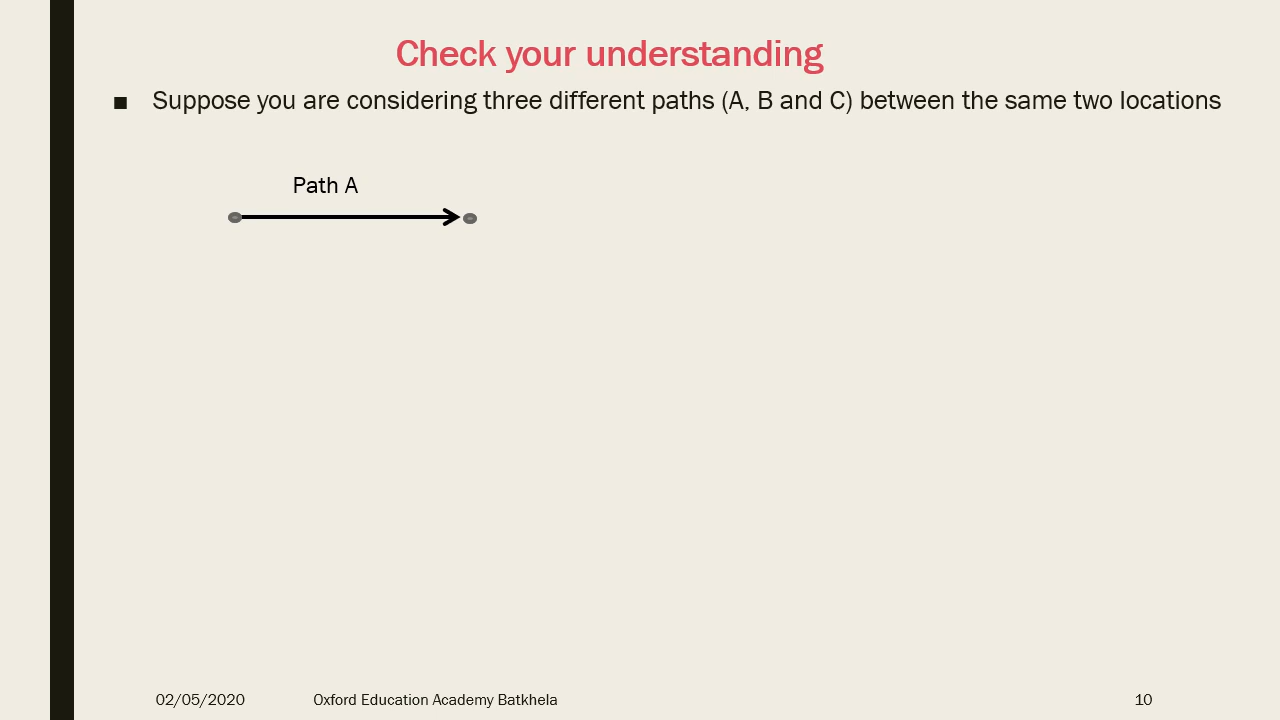 Check your understanding
▪ Suppose you are considering three different paths (A, B and C) between the same two locations
Path A
02/05/2020 Oxford Education Academy Batkhela 10